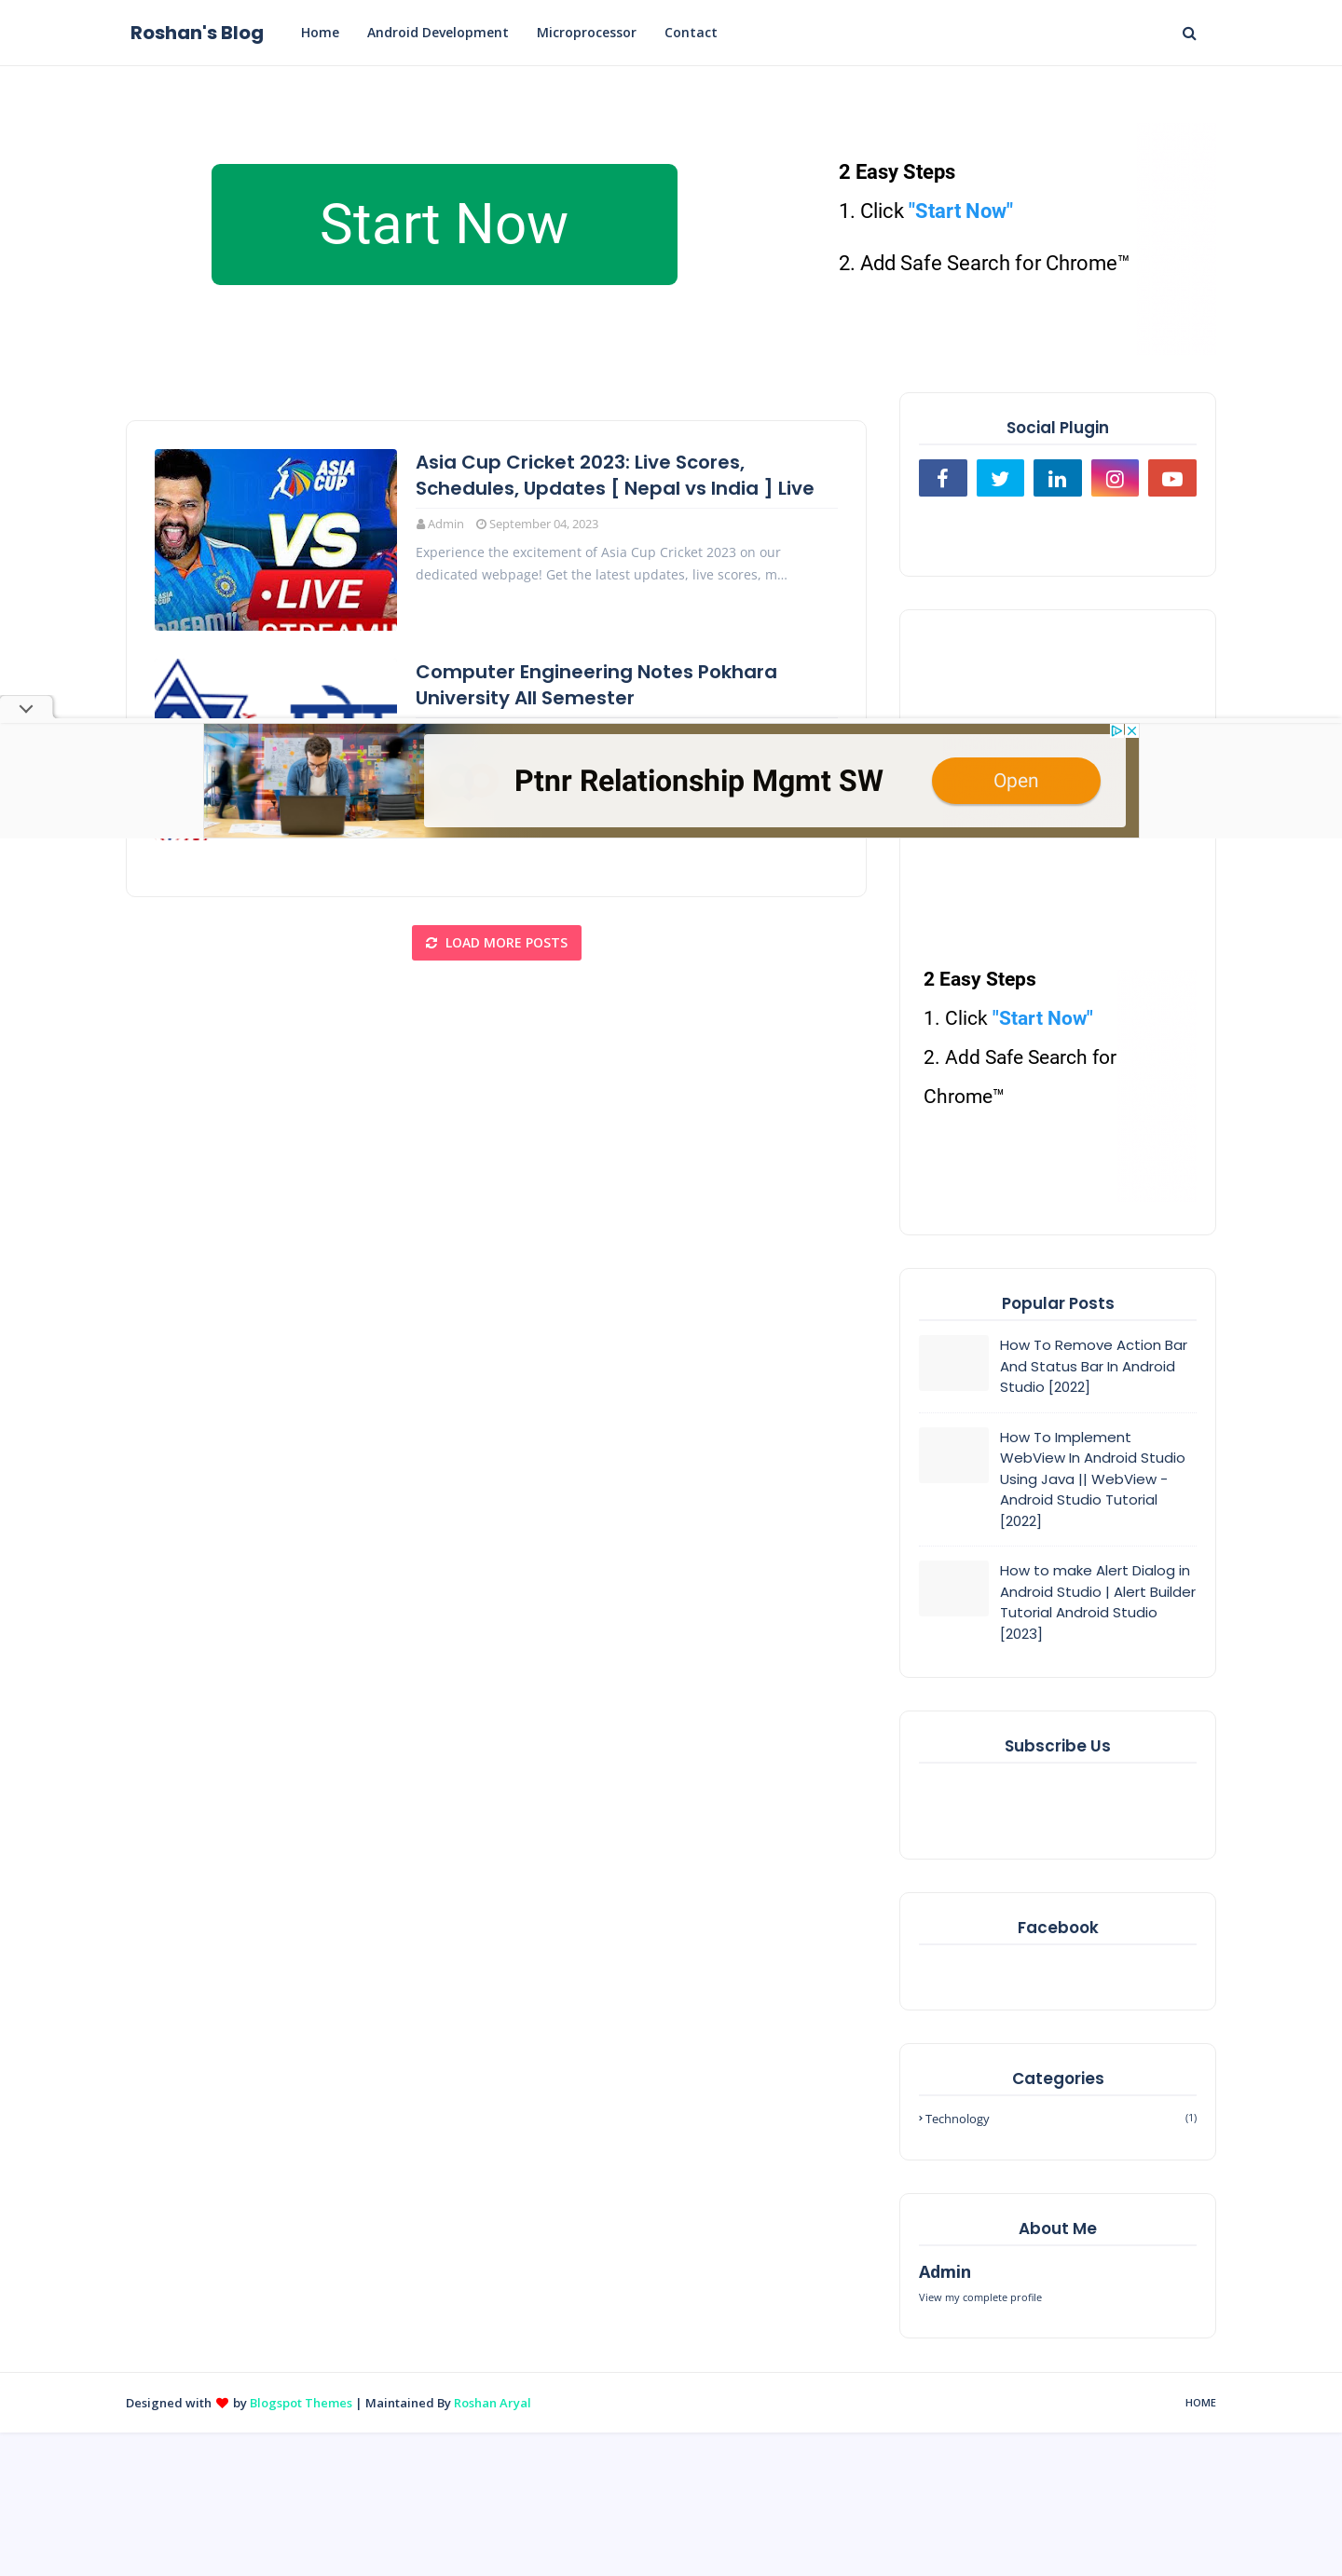 Roshan's Blog
Home
Android Development
Microprocessor
Contact
Start Now
2 Easy Steps
1. Click "Start Now"
2. Add Safe Search for Chrome™
ASIA
CUP
VS
LIVE
Asia Cup Cricket 2023: Live Scores,
Schedules, Updates [ Nepal vs India ] Live
Admin
September 04, 2023
Experience the excitement of Asia Cup Cricket 2023 on our
dedicated webpage! Get the latest updates, live scores, m…
Computer Engineering Notes Pokhara
University All Semester
Social Plugin
Ptnr Relationship Mgmt SW
Open
LOAD MORE POSTS
2 Easy Steps
1. Click "Start Now"
2. Add Safe Search for
Chrome™
Popular Posts
How To Remove Action Bar
And Status Bar In Android
Studio [2022]
How To Implement
WebView In Android Studio
Using Java || WebView -
Android Studio Tutorial
[2022]
How to make Alert Dialog in
Android Studio | Alert Builder
Tutorial Android Studio
[2023]
Subscribe Us
Facebook
Categories
Technology
(1)
About Me
Admin
View my complete profile
Designed with by Blogspot Themes | Maintained By Roshan Aryal
HOME